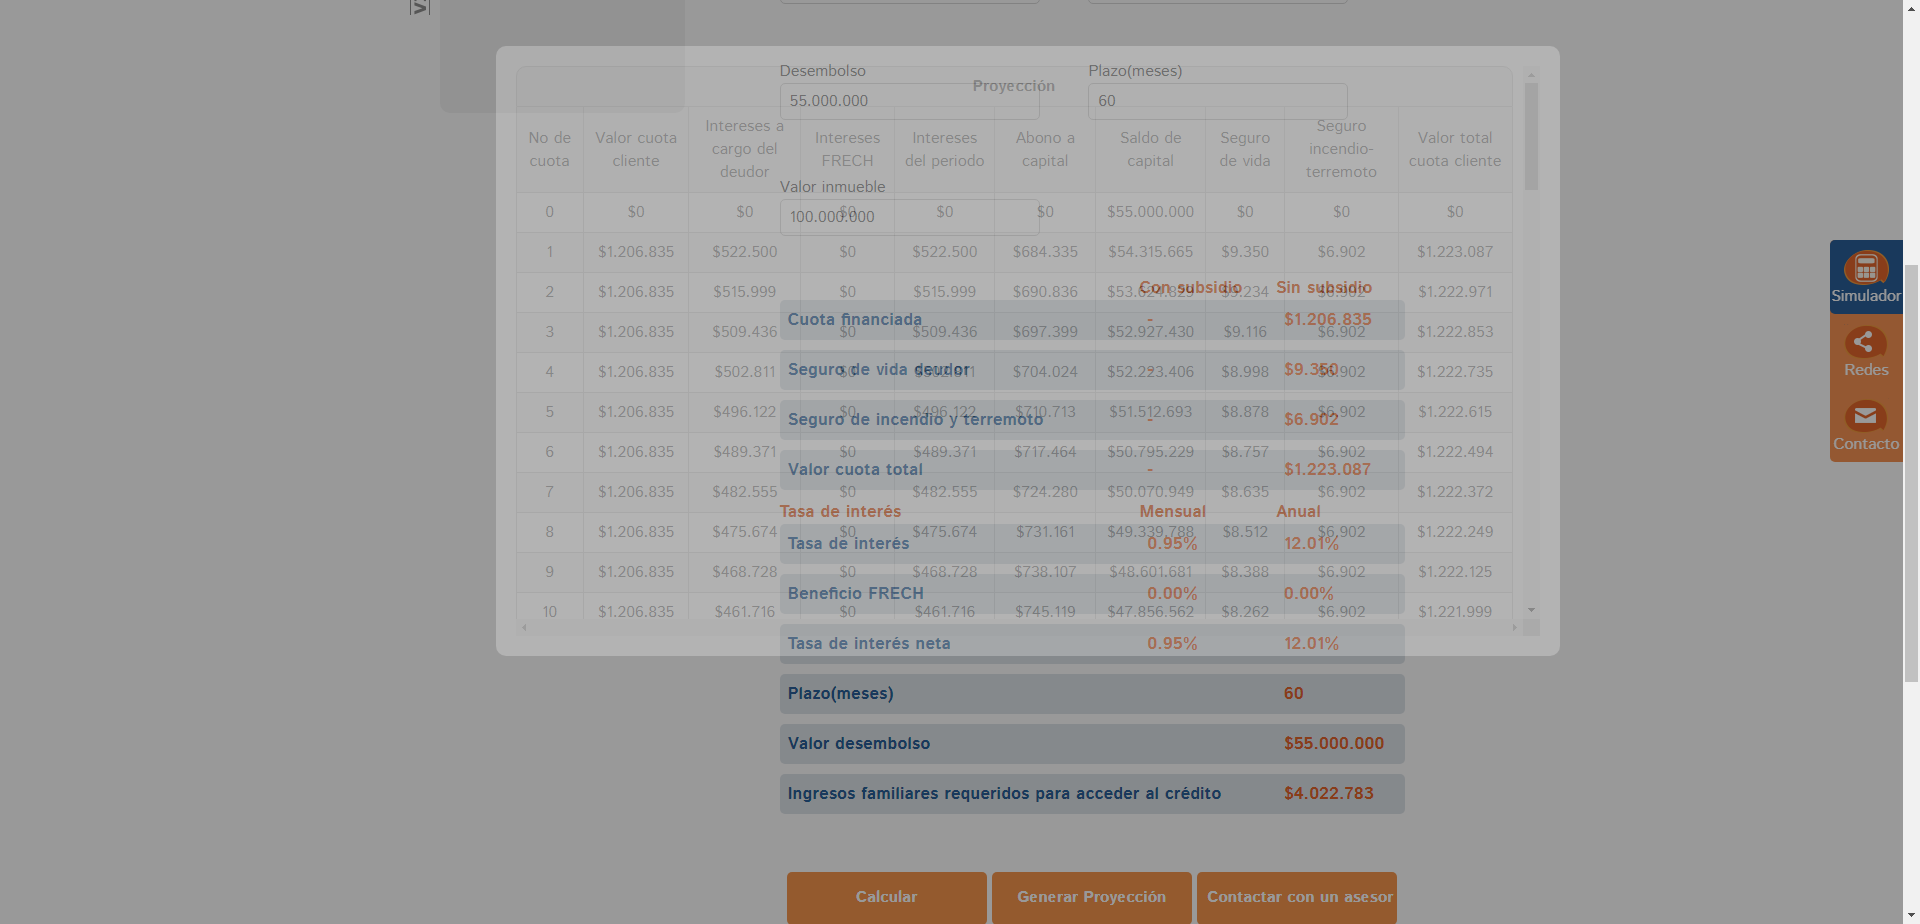 Desembolso
Plazo(meses)
Proyección
55.000.000
60
No de cuota
Valor cuota cliente
Intereses a cargo del deudor
Intereses FRECH
Intereses del periodo
Abono a capital
Saldo de capital
Seguro de vida
Seguro incendio-terremoto
Valor total cuota cliente
Valor inmueble
100.000.000
0 $0 $0 $0 $0 $0 $55.000.000 $0 $0 $0
1 $1.206.835 $522.500 $0 $522.500 $684.335 $54.315.665 $9.350 $6.902 $1.223.087
2 $1.206.835 $515.999 $0 $515.999 $690.836 $53.624.829 $9.234 $6.902 $1.222.971
3 $1.206.835 $509.436 $0 $509.436 $697.399 $52.927.430 $9.116 $6.902 $1.222.853
4 $1.206.835 $502.811 $0 $502.811 $704.024 $52.223.406 $8.998 $6.902 $1.222.735
5 $1.206.835 $496.122 $0 $496.122 $710.713 $51.512.693 $8.878 $6.902 $1.222.615
6 $1.206.835 $489.371 $0 $489.371 $717.464 $50.795.229 $8.757 $6.902 $1.222.494
7 $1.206.835 $482.555 $0 $482.555 $724.280 $50.070.949 $8.635 $6.902 $1.222.372
8 $1.206.835 $475.674 $0 $475.674 $731.161 $49.339.788 $8.512 $6.902 $1.222.249
9 $1.206.835 $468.728 $0 $468.728 $738.107 $48.601.681 $8.388 $6.902 $1.222.125
10 $1.206.835 $461.716 $0 $461.716 $745.119 $47.856.562 $8.262 $6.902 $1.221.999
Con subsidio Sin subsidio
Cuota financiada - $1.206.835
Seguro de vida deudor - $9.350
Seguro de incendio y terremoto - $6.902
Valor cuota total - $1.223.087
Tasa de interés Mensual Anual
Tasa de interés 0.95% 12.01%
Beneficio FRECH 0.00% 0.00%
Tasa de interés neta 0.95% 12.01%
Plazo(meses) 60
Valor desembolso $55.000.000
Ingresos familiares requeridos para acceder al crédito $4.022.783
Calcular
Generar Proyección
Contactar con un asesor
Simulador
Redes
Contacto